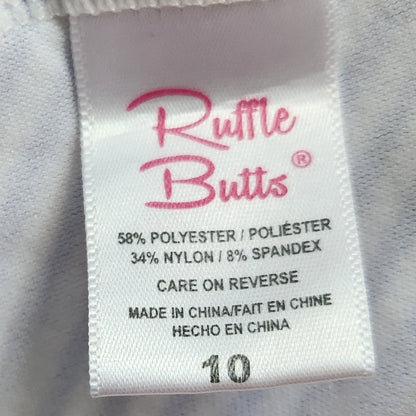 Ruffle
Butts®
58% POLYESTER / POLIÉSTER
34% NYLON / 8% SPANDEX
CARE ON REVERSE
MADE IN CHINA/FAIT EN CHINE
HECHO EN CHINA
10